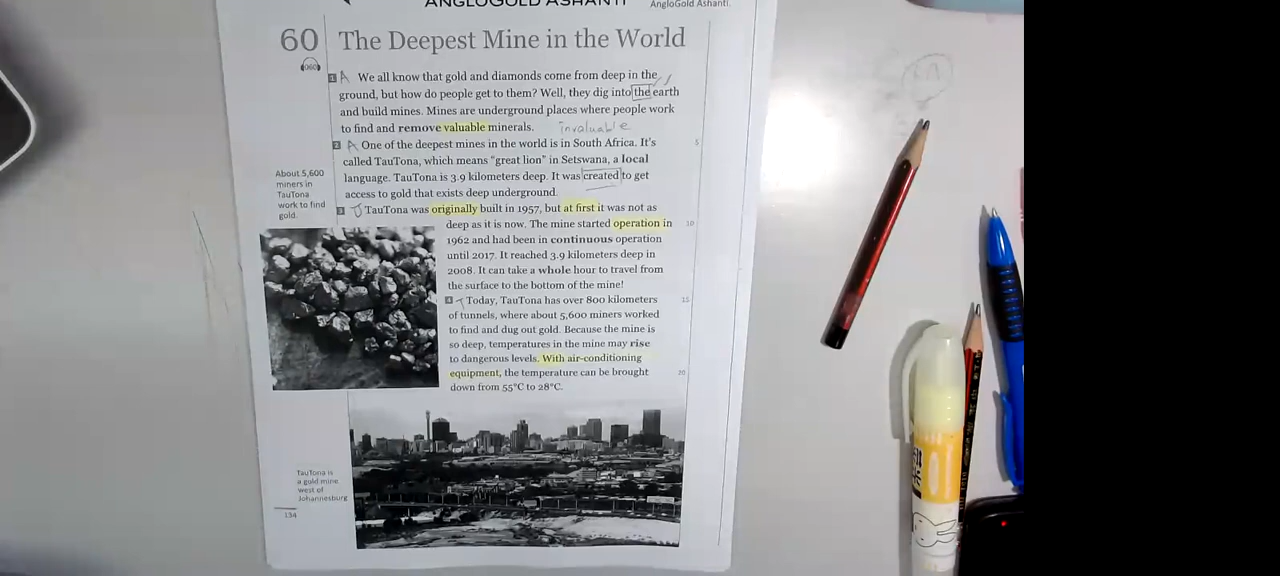 ANGLOGOLD ASHANTI
AngloGold Ashanti.
60 The Deepest Mine in the World
060
1 A We all know that gold and diamonds come from deep in the
ground, but how do people get to them? Well, they dig into the earth
and build mines. Mines are underground places where people work
to find and remove valuable minerals.
invaluable
2 A One of the deepest mines in the world is in South Africa. It's
5
called TauTona, which means "great lion" in Setswana, a local
language. TauTona is 3.9 kilometers deep. It was created to get
access to gold that exists deep underground.
About 5,600
miners in
TauTona
work to find
gold.
3 TauTona was originally built in 1957, but at first it was not as
deep as it is now. The mine started operation in
10
1962 and had been in continuous operation
until 2017. It reached 3.9 kilometers deep in
2008. It can take a whole hour to travel from
the surface to the bottom of the mine!
4 Today, TauTona has over 800 kilometers
15
of tunnels, where about 5,600 miners worked
to find and dug out gold. Because the mine is
so deep, temperatures in the mine may rise
to dangerous levels. With air-conditioning
equipment, the temperature can be brought
20
down from 55°C to 28°C.
TauTona is
a gold mine
west of
Johannesburg
134